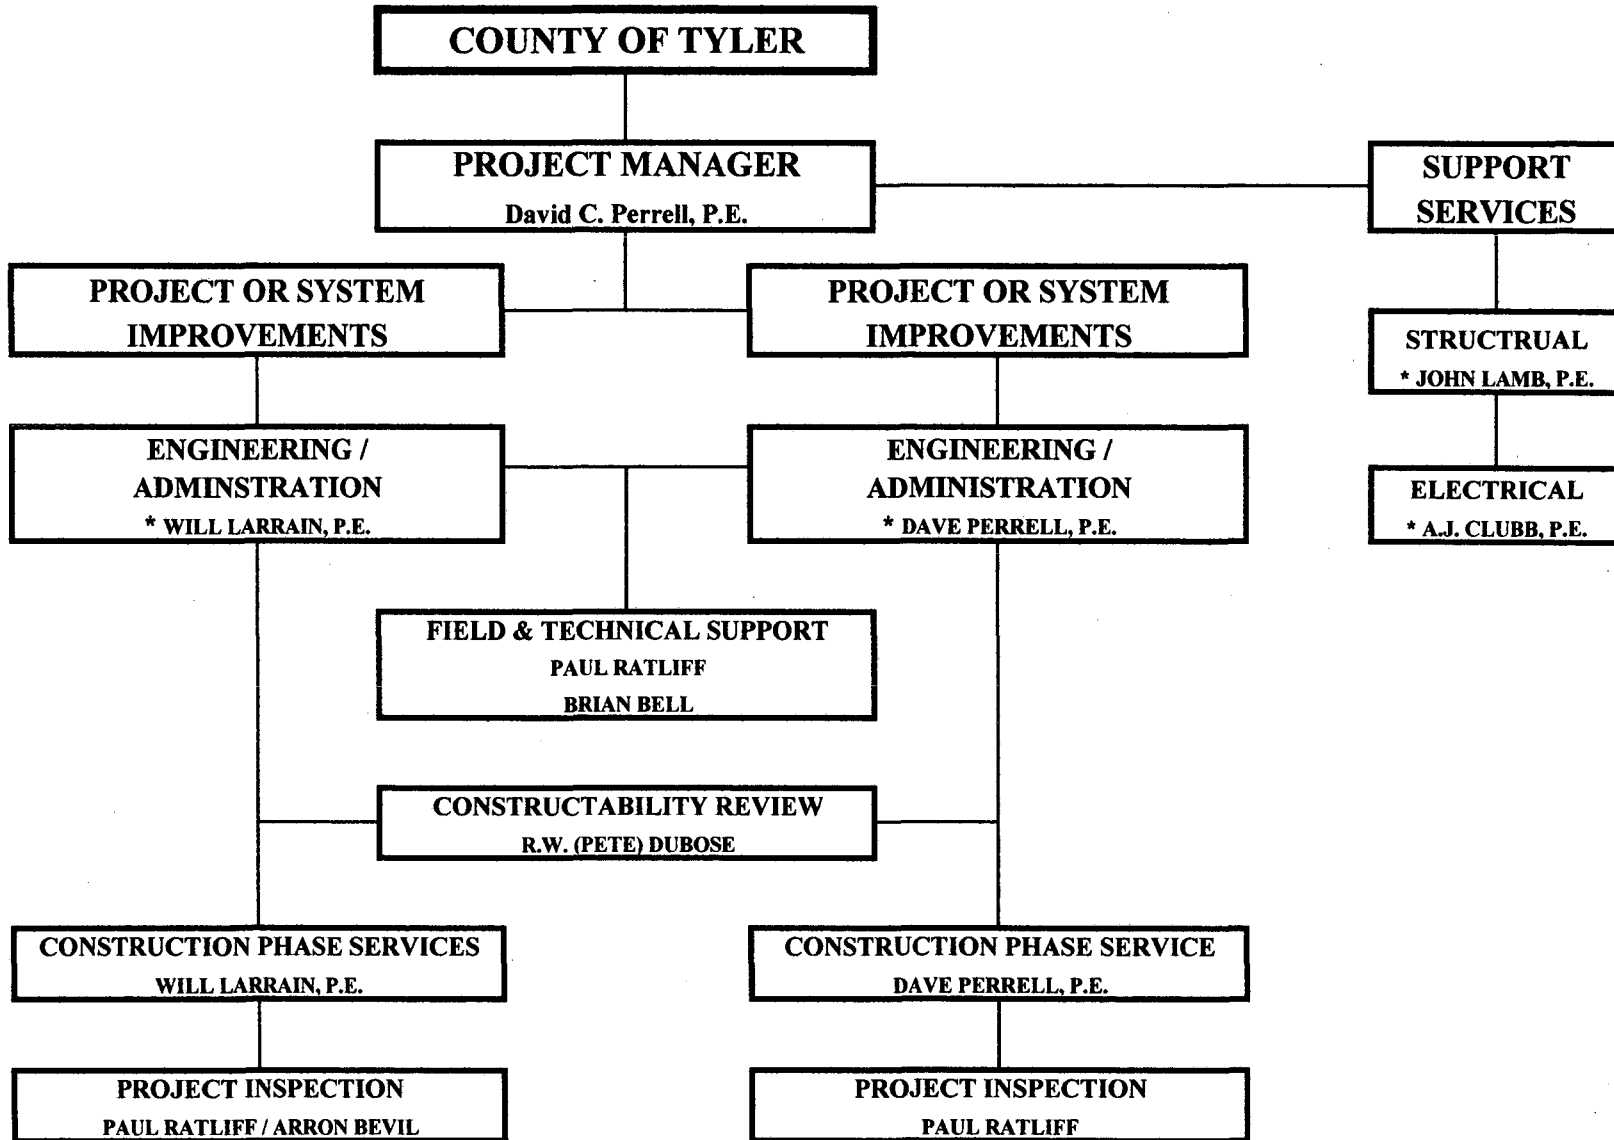 COUNTY OF TYLER
PROJECT MANAGER
David C. Perrell, P.E.
SUPPORT
SERVICES
PROJECT OR SYSTEM
IMPROVEMENTS
PROJECT OR SYSTEM
IMPROVEMENTS
STRUCTRUAL
* JOHN LAMB, P.E.
ENGINEERING /
ADMINSTRATION
* WILL LARRAIN, P.E.
ENGINEERING /
ADMINISTRATION
* DAVE PERRELL, P.E.
ELECTRICAL
* A.J. CLUBB, P.E.
FIELD & TECHNICAL SUPPORT
PAUL RATLIFF
BRIAN BELL
CONSTRUCTABILITY REVIEW
R.W. (PETE) DUBOSE
CONSTRUCTION PHASE SERVICES
WILL LARRAIN, P.E.
CONSTRUCTION PHASE SERVICE
DAVE PERRELL, P.E.
PROJECT INSPECTION
PAUL RATLIFF / ARRON BEVIL
PROJECT INSPECTION
PAUL RATLIFF